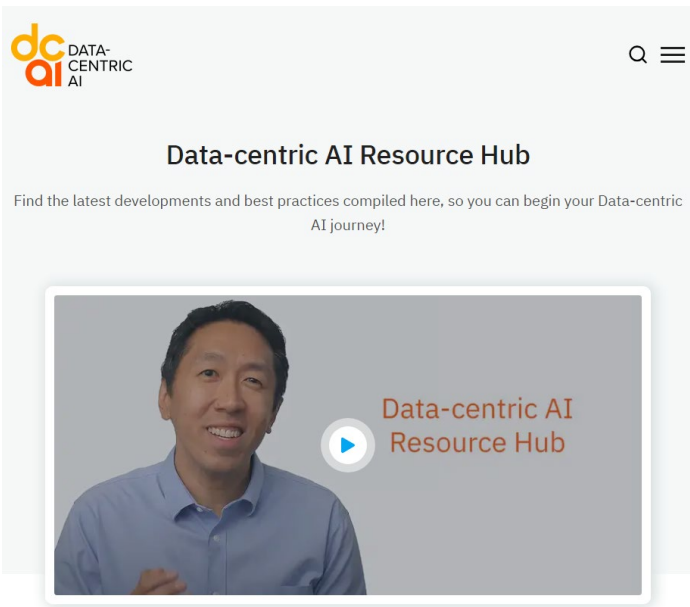 dc
ai
DATA-
CENTRIC
AI
Data-centric AI Resource Hub
Find the latest developments and best practices compiled here, so you can begin your Data-centric
AI journey!
Data-centric AI
Resource Hub